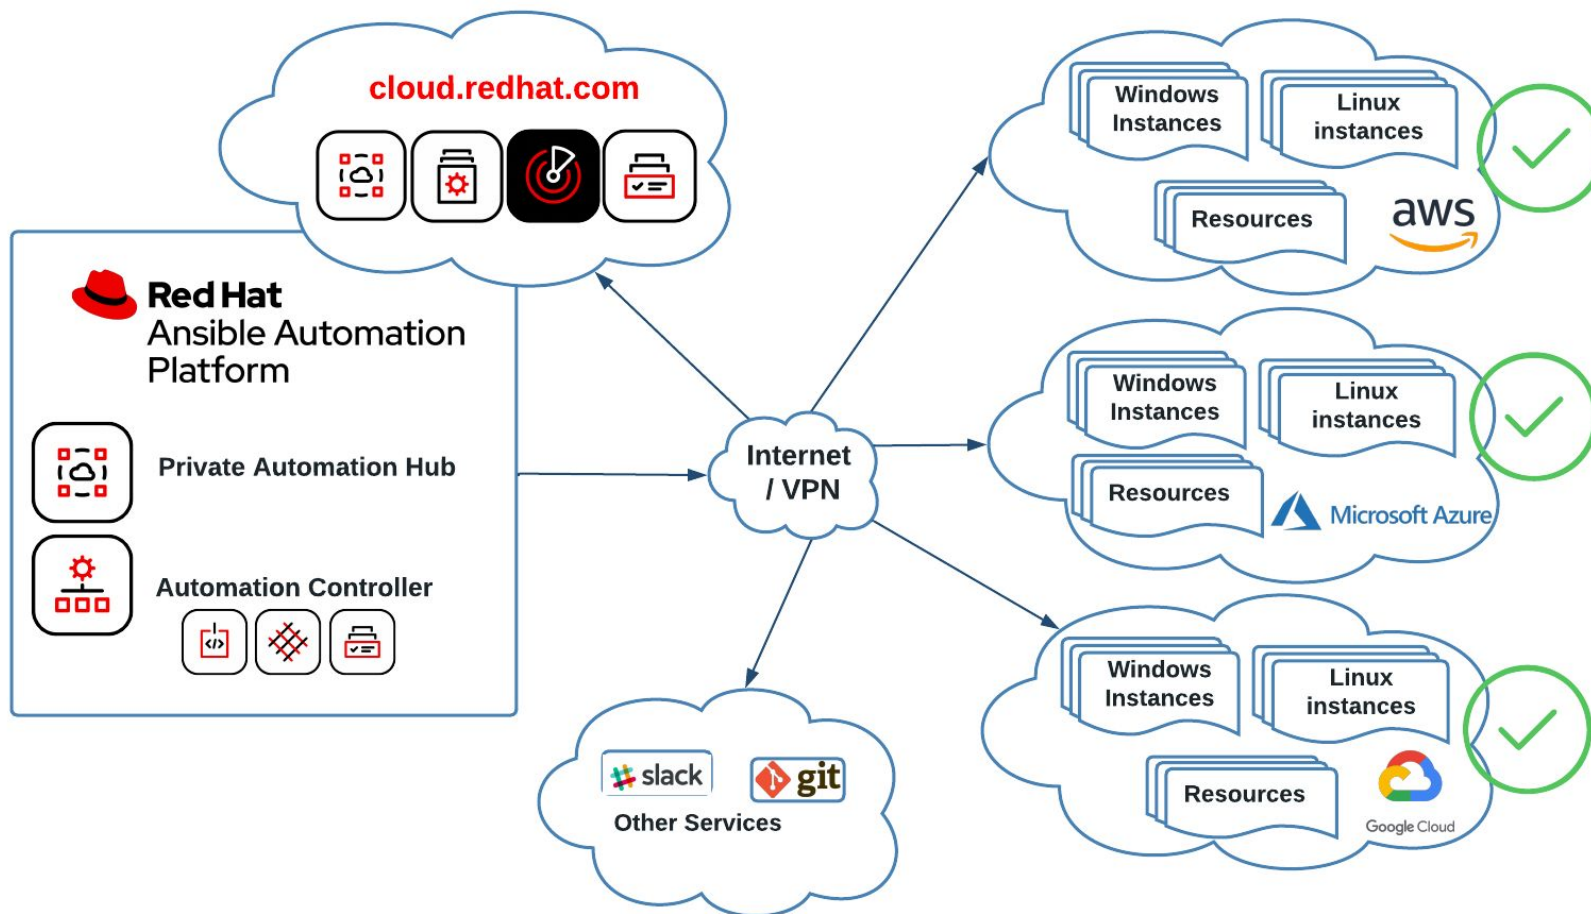 cloud.redhat.com
Red Hat
Ansible Automation
Platform
Private Automation Hub
Automation Controller
Internet
/ VPN
Windows
Instances
Linux
instances
Resources
aws
Windows
Instances
Linux
instances
Resources
Microsoft Azure
Windows
Instances
Linux
instances
Resources
Google Cloud
slack
git
Other Services